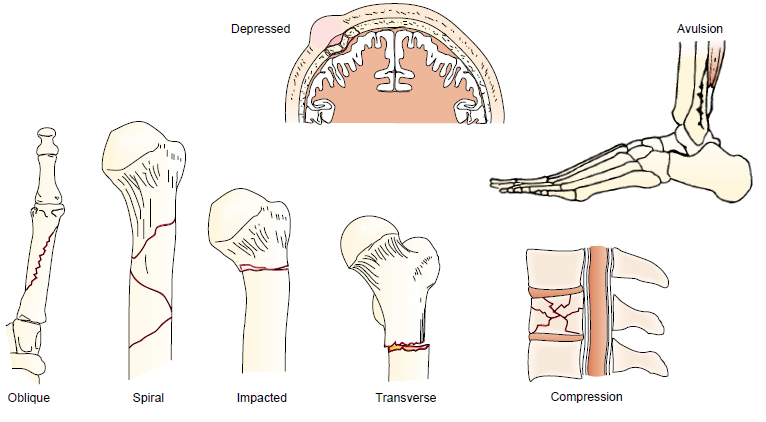 Depressed
Avulsion
Oblique
Spiral
Impacted
Transverse
Compression